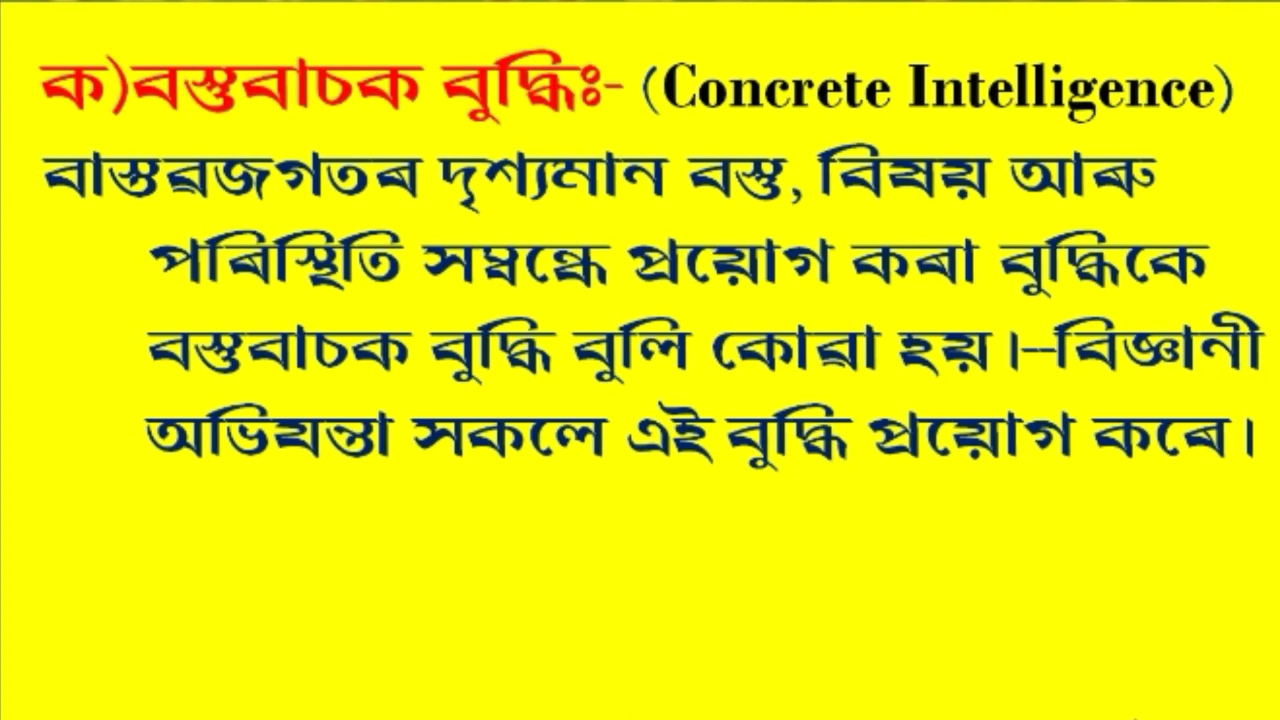 ক)বস্তুবাচক বুদ্ধিঃ- (Concrete Intelligence)
বাস্তৱজগতৰ দৃশ্যমান বস্তু, বিষয় আৰু
পৰিস্থিতি সম্বন্ধে প্ৰয়োগ কৰা বুদ্ধিকে
বস্তুবাচক বুদ্ধি বুলি কোৱা হয়।–বিজ্ঞানী
অভিযন্তা সকলে এই বুদ্ধি প্ৰয়োগ কৰে।